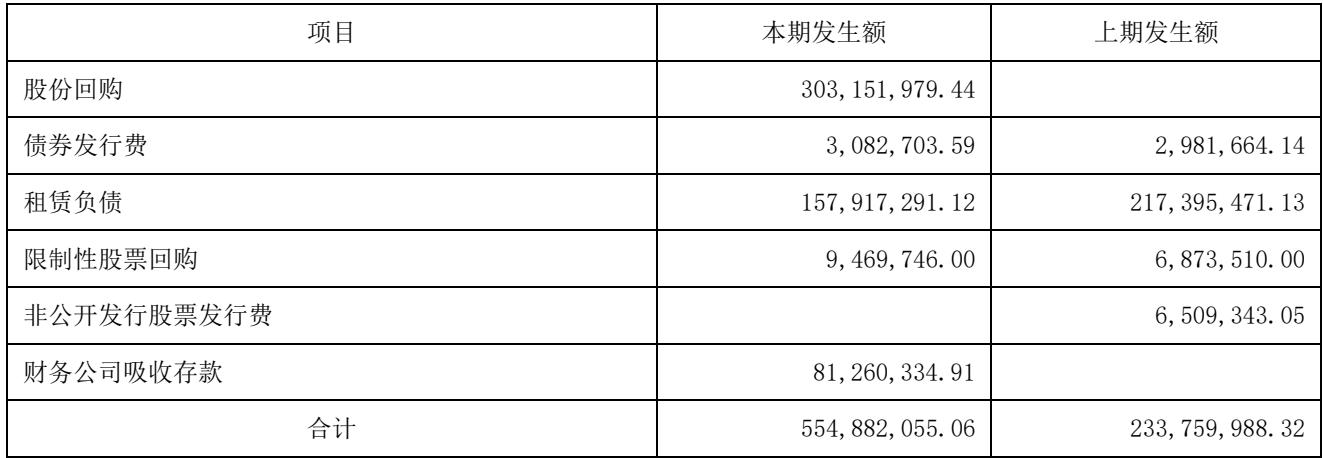 项目 本期发生额 上期发生额
股份回购 303,151,979.44
债券发行费 3,082,703.59 2,981,664.14
租赁负债 157,917,291.12 217,395,471.13
限制性股票回购 9,469,746.00 6,873,510.00
非公开发行股票发行费 6,509,343.05
财务公司吸收存款 81,260,334.91
合计 554,882,055.06 233,759,988.32